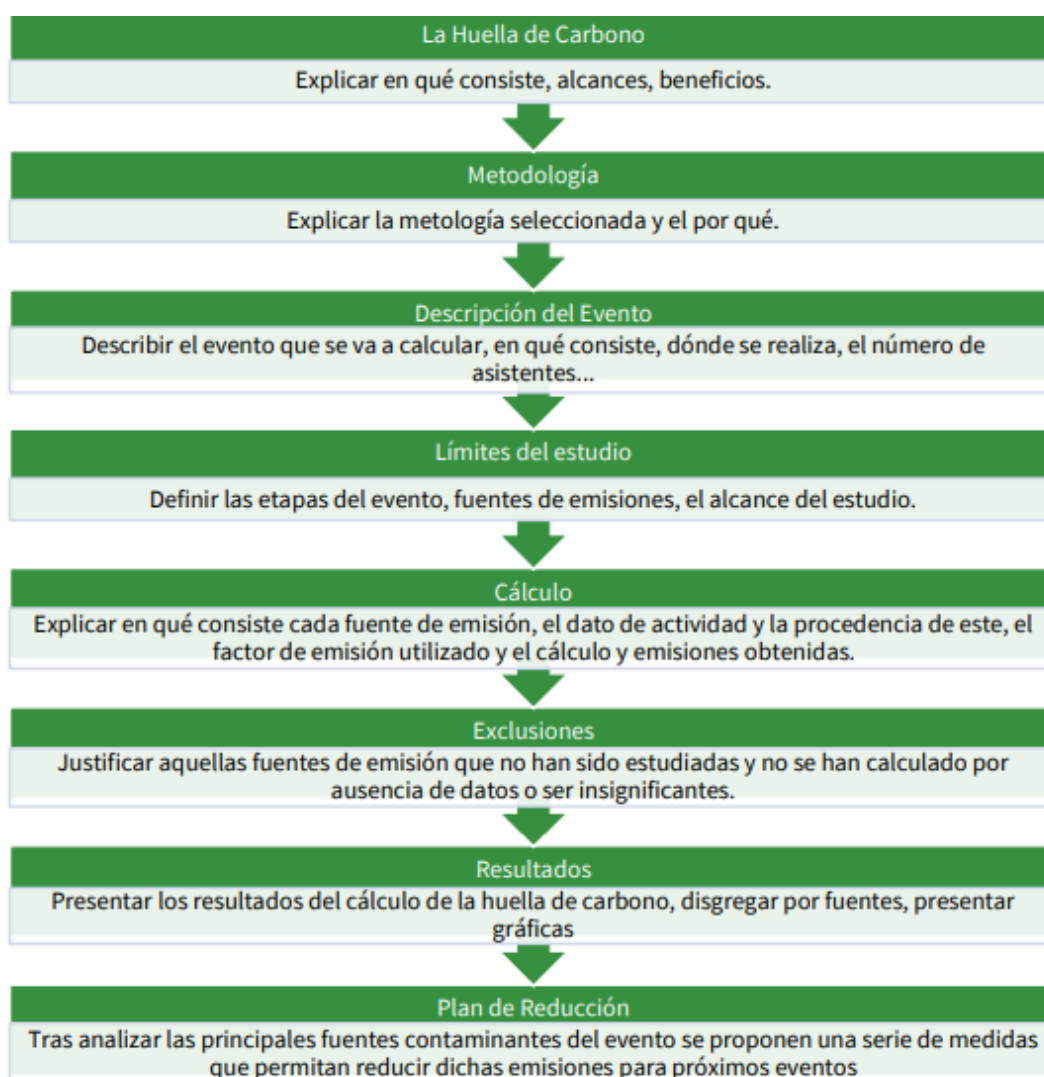 La Huella de Carbono
Explicar en qué consiste, alcances, beneficios.
Metodología
Explicar la metología seleccionada y el por qué.
Descripción del Evento
Describir el evento que se va a calcular, en qué consiste, dónde se realiza, el número de
asistentes...
Límites del estudio
Definir las etapas del evento, fuentes de emisiones, el alcance del estudio.
Cálculo
Explicar en qué consiste cada fuente de emisión, el dato de actividad y la procedencia de este, el
factor de emisión utilizado y el cálculo y emisiones obtenidas.
Exclusiones
Justificar aquellas fuentes de emisión que no han sido estudiadas y no se han calculado por
ausencia de datos o ser insignificantes.
Resultados
Presentar los resultados del cálculo de la huella de carbono, disgregar por fuentes, presentar
gráficas
Plan de Reducción
Tras analizar las principales fuentes contaminantes del evento se proponen una serie de medidas
que permitan reducir dichas emisiones para próximos eventos